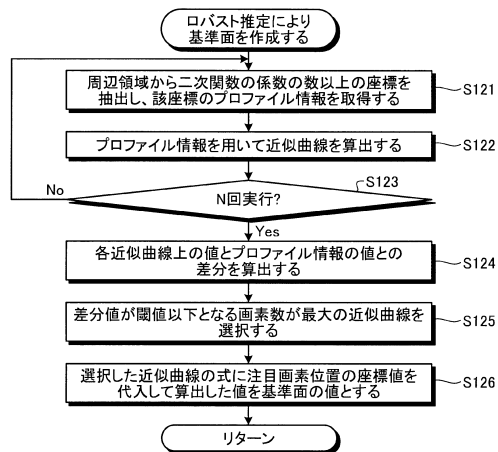 ロバスト推定により
基準面を作成する
周辺領域から二次関数の係数の数以上の座標を
抽出し、該座標のプロファイル情報を取得する
S121
プロファイル情報を用いて近似曲線を算出する
S122
S123
No
N回実行?
Yes
各近似曲線上の値とプロファイル情報の値との
差分を算出する
S124
差分値が閾値以下となる画素数が最大の近似曲線を
選択する
S125
選択した近似曲線の式に注目画素位置の座標値を
代入して算出した値を基準面の値とする
S126
リターン